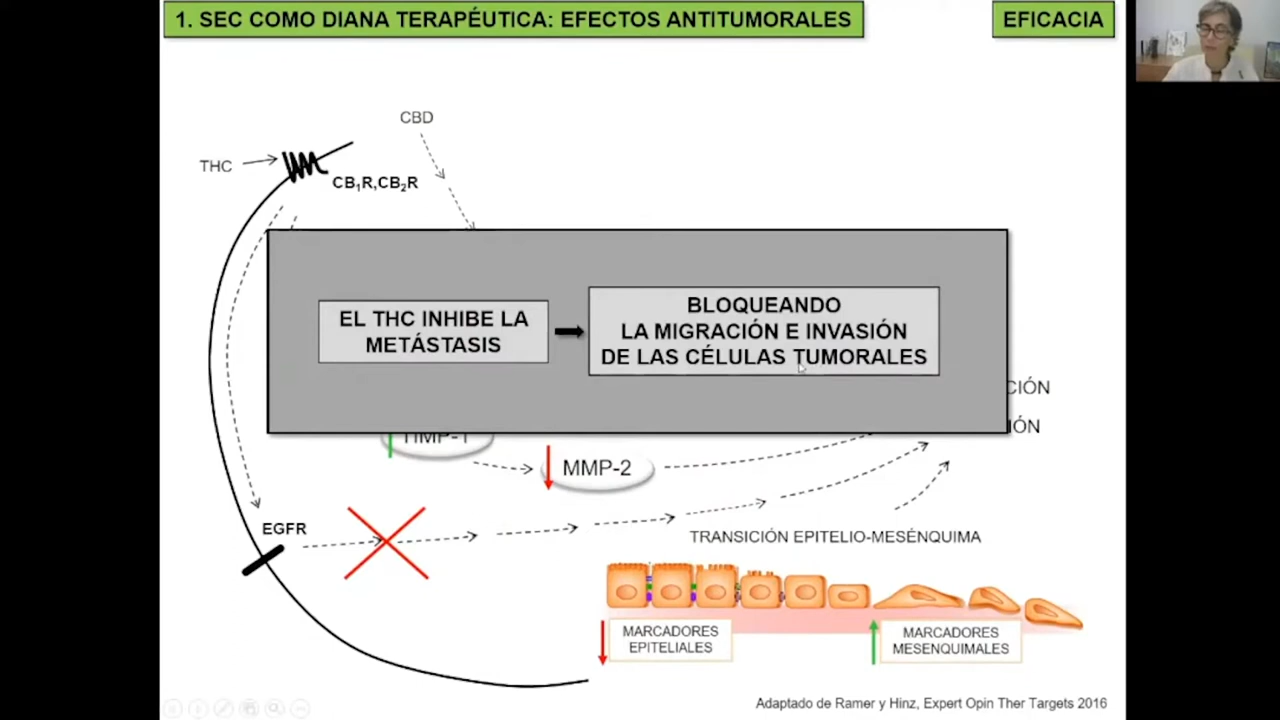 1. SEC COMO DIANA TERAPÉUTICA: EFECTOS ANTITUMORALES
EFICACIA
CBD
THC
CB1R,CB2R
EL THC INHIBE LA
METÁSTASIS
BLOQUEANDO
LA MIGRACIÓN E INVASIÓN
DE LAS CÉLULAS TUMORALES
CIÓN
IÓN
MMP-2
EGFR
TRANSICIÓN EPITELIO-MESÉNQUIMA
MARCADORES
EPITELIALES
MARCADORES
MESENQUIMALES
Adaptado de Ramer y Hinz, Expert Opin Ther Targets 2016